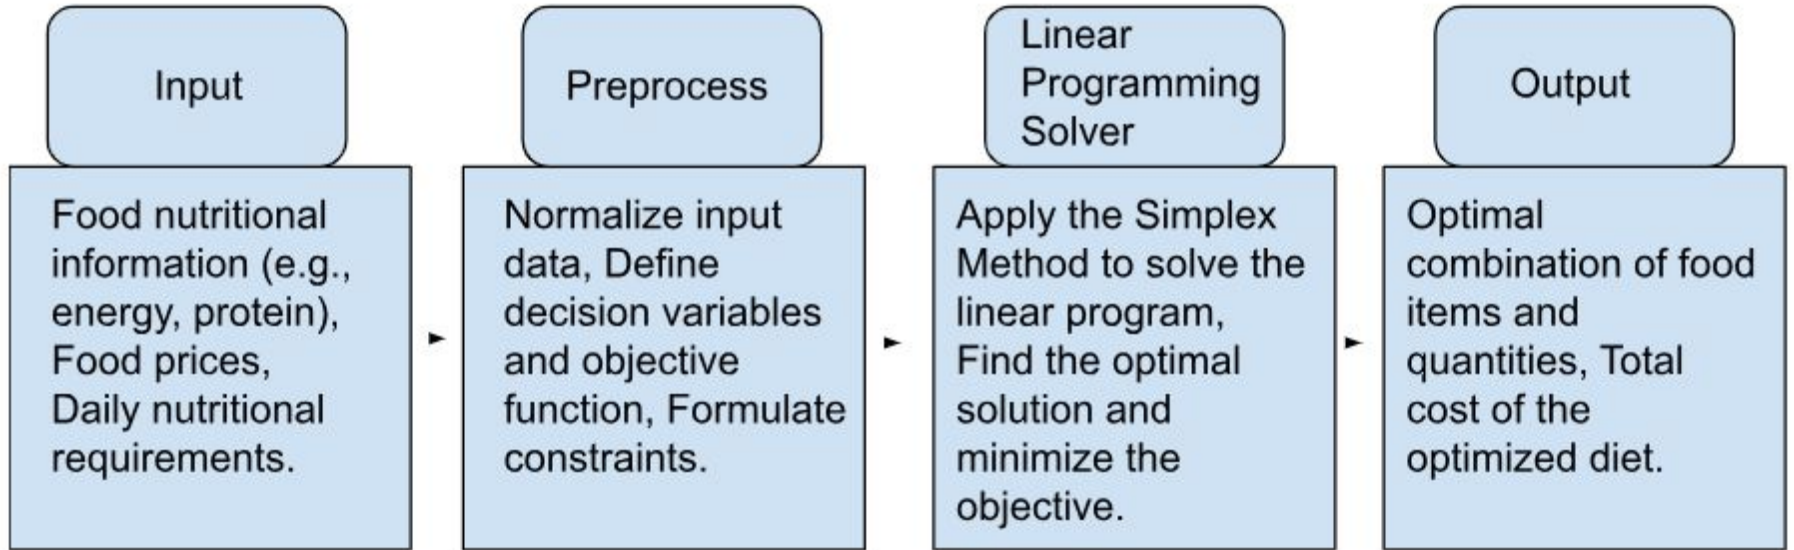 Input
Food nutritional
information (e.g.,
energy, protein),
Food prices,
Daily nutritional
requirements.
Preprocess
Normalize input
data, Define
decision variables
and objective
function, Formulate
constraints.
Linear
Programming
Solver
Apply the Simplex
Method to solve the
linear program,
Find the optimal
solution and
minimize the
objective.
Output
Optimal
combination of food
items and
quantities, Total
cost of the
optimized diet.